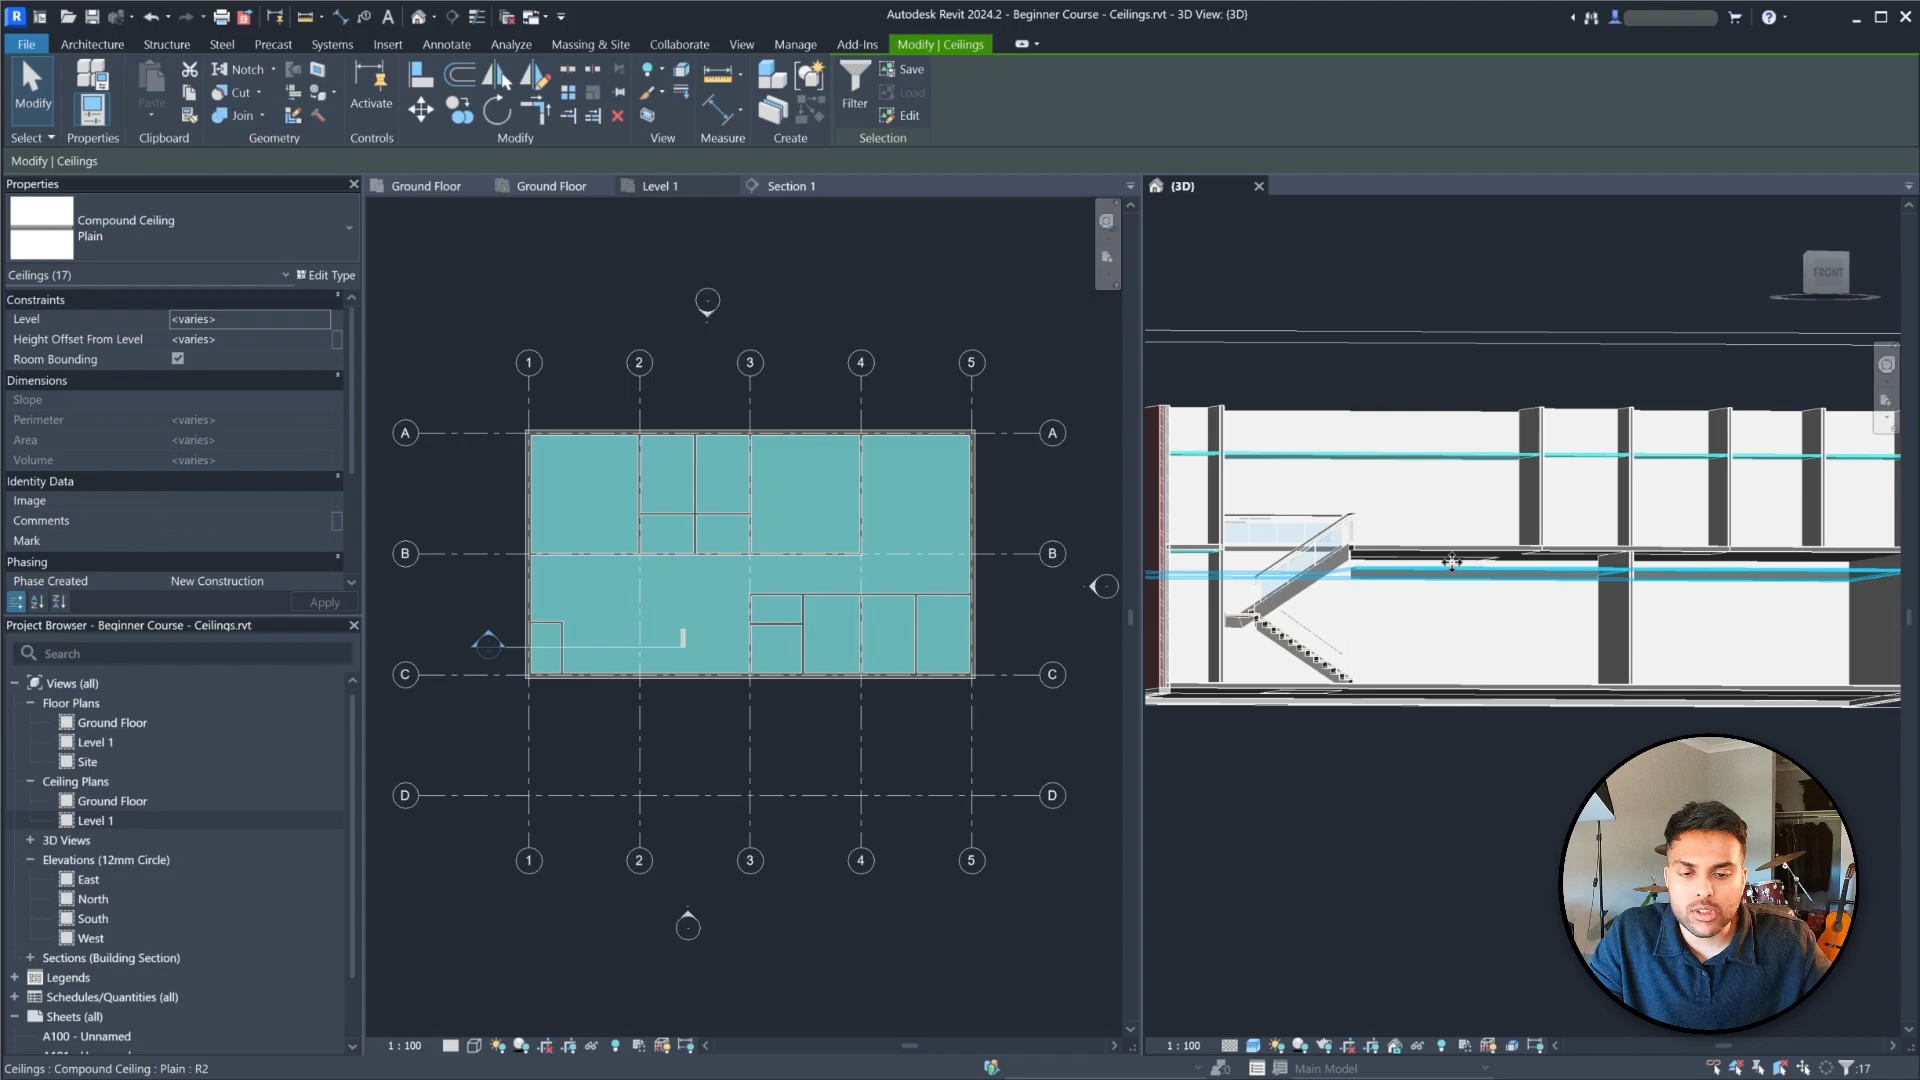 Autodesk Revit 2024.2 - Beginner Course - Ceilings.rvt - 3D View: {3D}
File Architecture Structure Steel Precast Systems Insert Annotate Analyze Massing & Site Collaborate View Manage Add-Ins Modify | Ceilings
Modify
Paste
Notch
Cut
Join
Activate
Filter
Save
Load
Edit
Select Properties Clipboard Geometry Controls Modify View Measure Create Selection
Modify | Ceilings
Properties
Compound Ceiling
Plain
Ceilings (17) Edit Type
Constraints
Level <varies>
Height Offset From Level <varies>
Room Bounding
Dimensions
Slope
Perimeter <varies>
Area <varies>
Volume <varies>
Identity Data
Image
Comments
Mark
Phasing
Phase Created New Construction
Apply
Project Browser - Beginner Course - Ceilings.rvt
Search
Views (all)
Floor Plans
Ground Floor
Level 1
Site
Ceiling Plans
Ground Floor
Level 1
3D Views
Elevations (12mm Circle)
East
North
South
West
Sections (Building Section)
Legends
Schedules/Quantities (all)
Sheets (all)
A100 - Unnamed
Ground Floor Ground Floor Level 1 Section 1
1 2 3 4 5
A A
B B
C C
D D
1 2 3 4 5
1 : 100
{3D}
FRONT
1 : 100
Ceilings : Compound Ceiling : Plain : R2
Main Model
:17